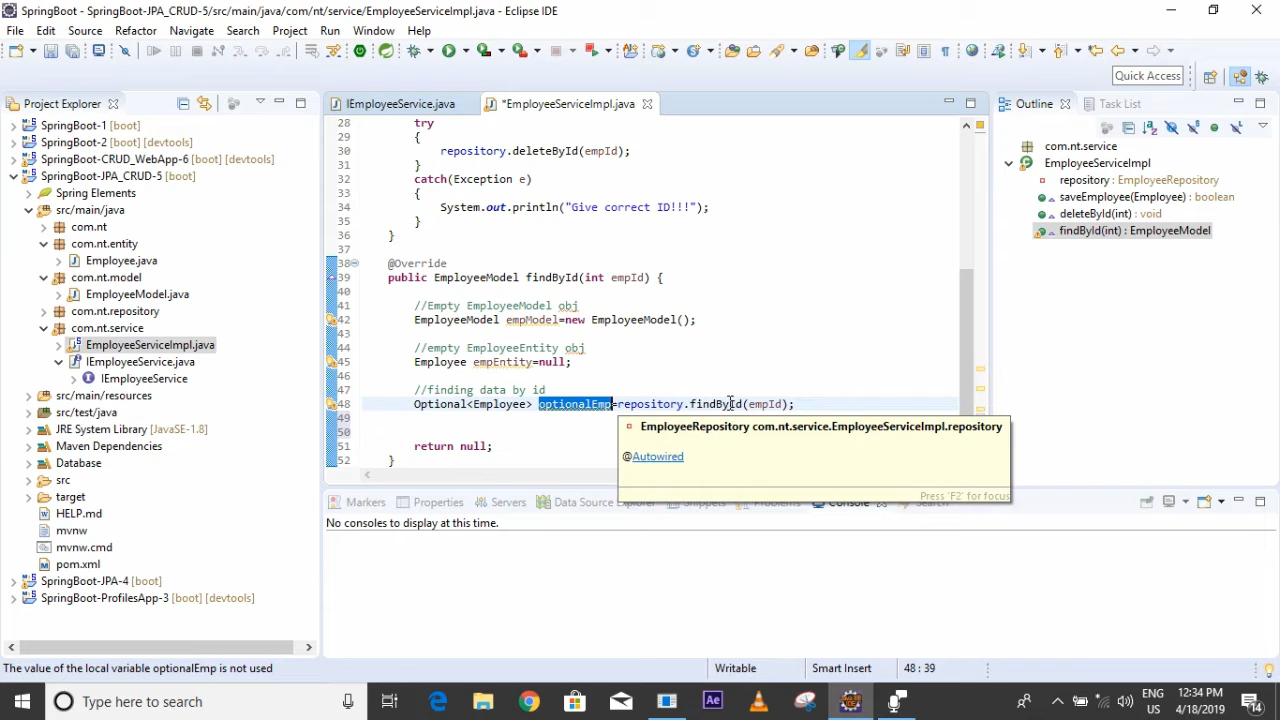 SpringBoot - SpringBoot-JPA_CRUD-5/src/main/java/com/nt/service/EmployeeServiceImpl.java - Eclipse IDE
File Edit Source Refactor Navigate Search Project Run Window Help
Quick Access
Project Explorer
SpringBoot-1 [boot]
SpringBoot-2 [boot] [devtools]
SpringBoot-CRUD_WebApp-6 [boot] [devtools]
SpringBoot-JPA_CRUD-5 [boot]
Spring Elements
src/main/java
com.nt
com.nt.entity
Employee.java
com.nt.model
EmployeeModel.java
com.nt.repository
com.nt.service
EmployeeServiceImpl.java
IEmployeeService.java
IEmployeeService
src/main/resources
src/test/java
JRE System Library [JavaSE-1.8]
Maven Dependencies
Database
src
target
HELP.md
mvnw
mvnw.cmd
pom.xml
SpringBoot-JPA-4 [boot]
SpringBoot-ProfilesApp-3 [boot] [devtools]
IEmployeeService.java *EmployeeServiceImpl.java
28 try
29 {
30 repository.deleteById(empId);
31 }
32 catch(Exception e)
33 {
34 System.out.println("Give correct ID!!!");
35 }
36 }
37
38 @Override
39 public EmployeeModel findById(int empId) {
40
41 //Empty EmployeeModel obj
42 EmployeeModel empModel=new EmployeeModel();
43
44 //empty EmployeeEntity obj
45 Employee empEntity=null;
46
47 //finding data by id
48 Optional<Employee> optionalEmp=repository.findById(empId);
49
50
51 return null;
52 }
EmployeeRepository com.nt.service.EmployeeServiceImpl.repository
@Autowired
Press 'F2' for focus
Outline Task List
com.nt.service
EmployeeServiceImpl
repository : EmployeeRepository
saveEmployee(Employee) : boolean
deleteById(int) : void
findById(int) : EmployeeModel
Markers Properties Servers Data Source Explorer Snippets Problems Console Search
No consoles to display at this time.
The value of the local variable optionalEmp is not used
Writable Smart Insert 48 : 39
Type here to search
Ae
ENG
US
12:34 PM
4/18/2019
14